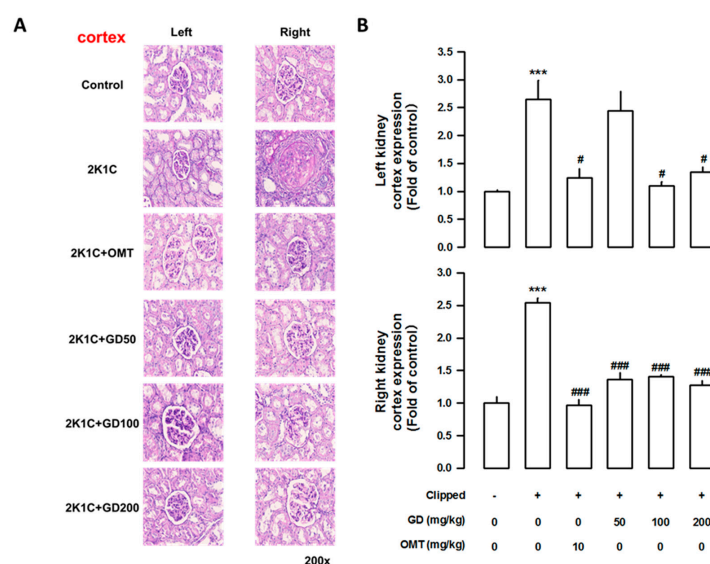 A
cortex
Left
Right
Control
2K1C
2K1C+OMT
2K1C+GD50
2K1C+GD100
2K1C+GD200
200x
B
Left kidney
cortex expression
(Fold of control)
3.5
3.0
2.5
2.0
1.5
1.0
0.5
0.0
***
#
#
#
Right kidney
cortex expression
(Fold of control)
3.0
2.5
2.0
1.5
1.0
0.5
0.0
***
###
###
###
###
Clipped - + + + + +
GD (mg/kg) 0 0 0 50 100 200
OMT (mg/kg) 0 0 10 0 0 0